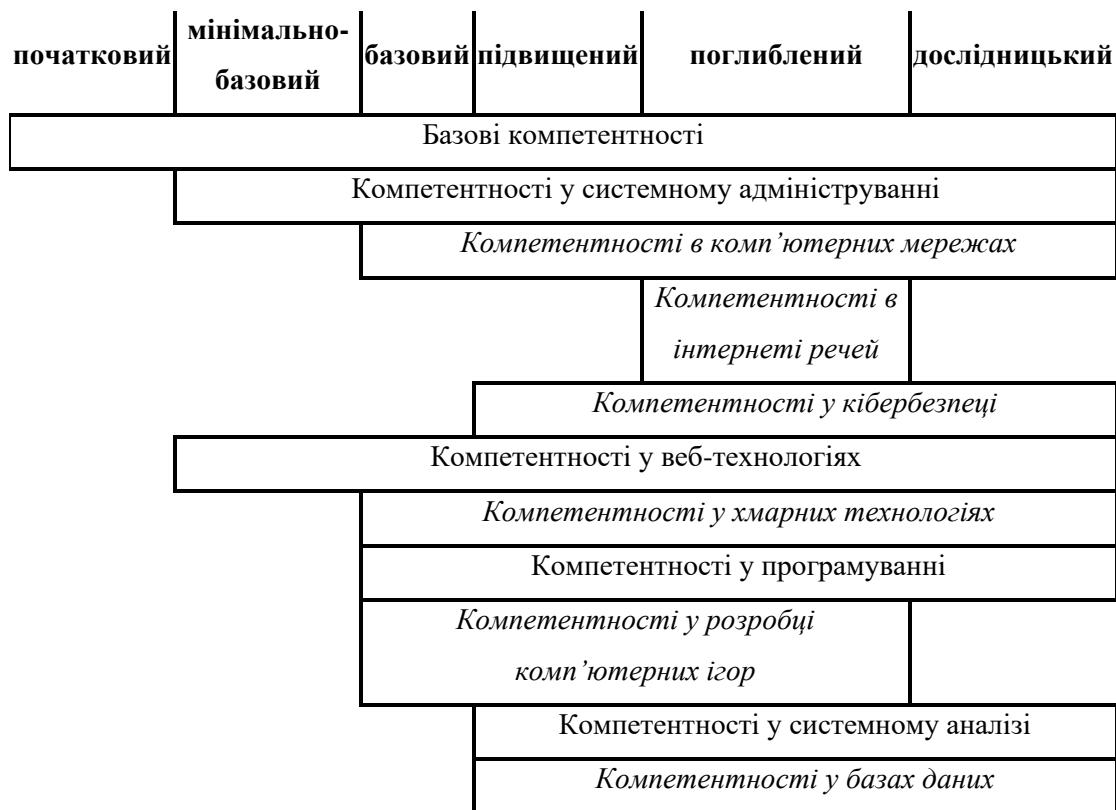 початковий мінімально-базовий базовий підвищений поглиблений дослідницький
Базові компетентності
Компетентності у системному адмініструванні
Компетентності в комп’ютерних мережах
Компетентності в
інтернеті речей
Компетентності у кібербезпеці
Компетентності у веб-технологіях
Компетентності у хмарних технологіях
Компетентності у програмуванні
Компетентності у розробці
комп’ютерних ігор
Компетентності у системному аналізі
Компетентності у базах даних